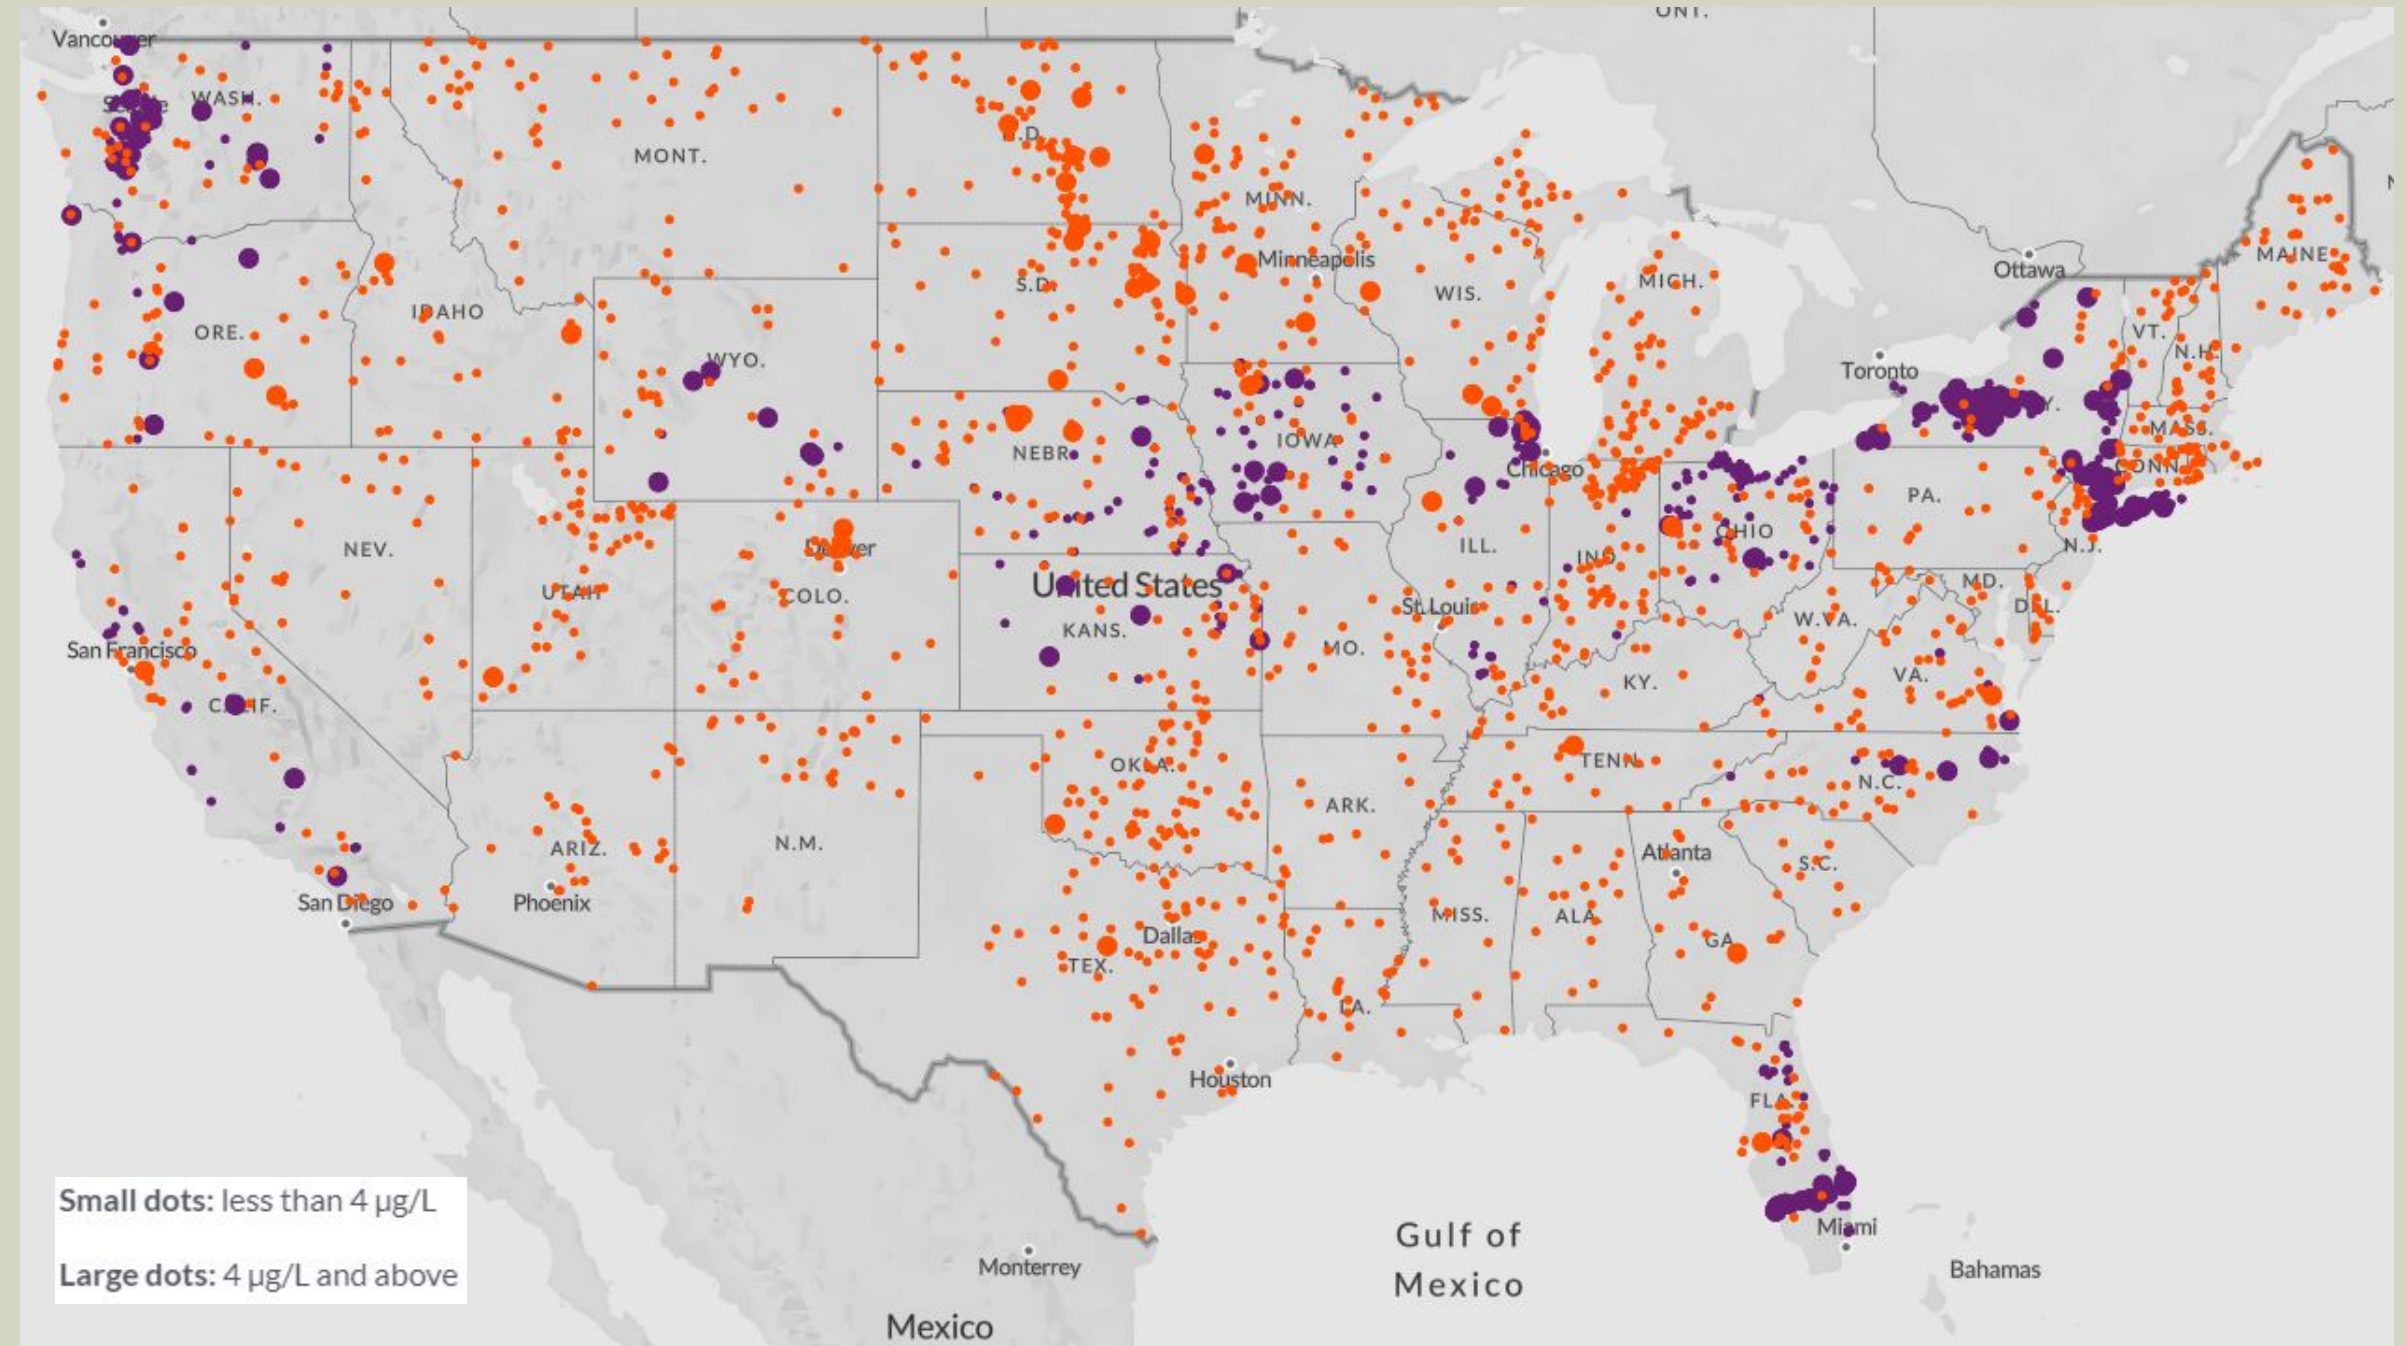 ONT.
Vancouver
Seattle
WASH.
N.D.
MONT.
MINN.
Minneapolis
Ottawa
MAINE
S.D.
WIS.
MICH.
IDAHO
ORE.
VT.
N.H.
WYO.
Toronto
N.Y.
MASS.
IOWA
NEBR.
Chicago
CONN.
PA.
NEV.
Denver
ILL.
IND.
OHIO
N.J.
United States
UTAH
COLO.
MD.
DEL.
St. Louis
W.VA.
KANS.
San Francisco
MO.
KY.
VA.
CALIF.
OKLA.
TENN.
N.C.
ARK.
ARIZ.
N.M.
Atlanta
S.C.
San Diego
Phoenix
MISS.
ALA.
Dallas
GA.
TEX.
LA.
Houston
FLA.
Small dots: less than 4 µg/L
Miami
Gulf of
Mexico
Large dots: 4 µg/L and above
Monterrey
Bahamas
Mexico